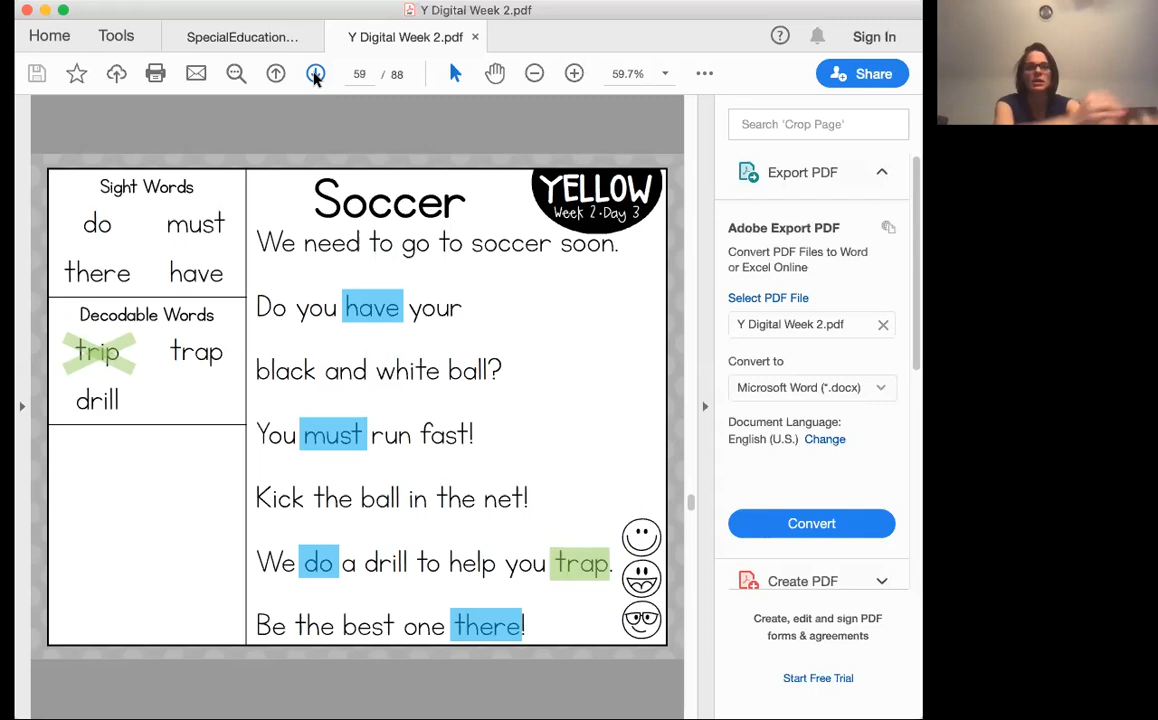 Y Digital Week 2.pdf
Home Tools SpecialEducation... Y Digital Week 2.pdf × ? Sign In
59 / 88 59.7% Share
Search 'Crop Page'
Export PDF
Adobe Export PDF
Convert PDF Files to Word
or Excel Online
Select PDF File
Y Digital Week 2.pdf
Convert to
Microsoft Word (*.docx)
Document Language:
English (U.S.) Change
Convert
Create PDF
Create, edit and sign PDF
forms & agreements
Start Free Trial
Sight Words
do must
there have
Decodable Words
trip trap
drill
Soccer
YELLOW
Week 2 • Day 3
We need to go to soccer soon.
Do you have your
black and white ball?
You must run fast!
Kick the ball in the net!
We do a drill to help you trap.
Be the best one there!